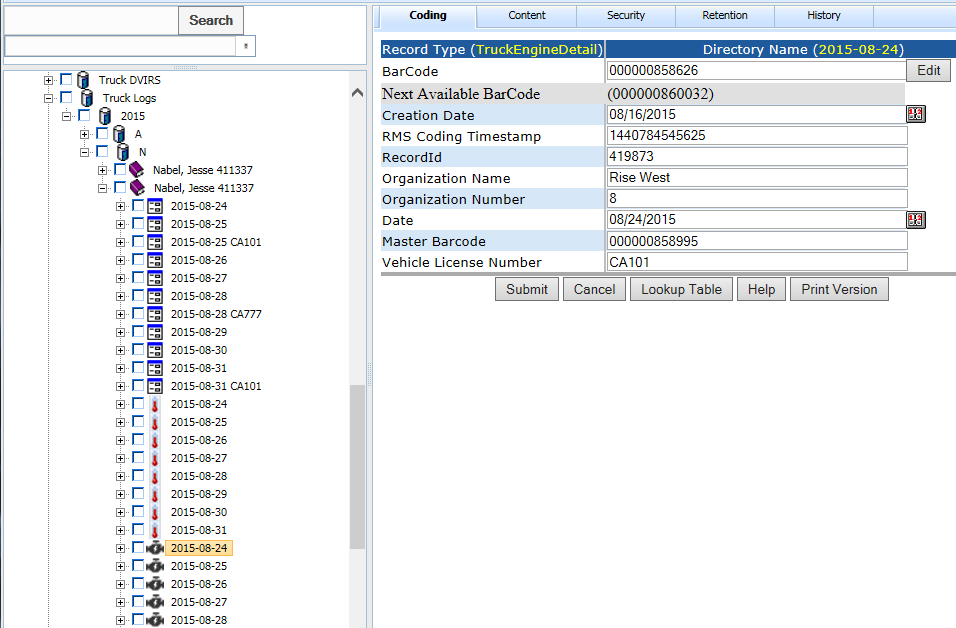 Search
Truck DVIRS
Truck Logs
2015
A
N
Nabel, Jesse 411337
Nabel, Jesse 411337
2015-08-24
2015-08-25
2015-08-25 CA101
2015-08-26
2015-08-27
2015-08-28
2015-08-28 CA777
2015-08-29
2015-08-30
2015-08-31
2015-08-31 CA101
2015-08-24
2015-08-25
2015-08-26
2015-08-27
2015-08-28
2015-08-29
2015-08-30
2015-08-31
2015-08-24
2015-08-25
2015-08-26
2015-08-27
2015-08-28
Coding Content Security Retention History
Record Type (TruckEngineDetail) Directory Name (2015-08-24)
BarCode 000000858626 Edit
Next Available BarCode (000000860032)
Creation Date 08/16/2015
RMS Coding Timestamp 1440784545625
RecordId 419873
Organization Name Rise West
Organization Number 8
Date 08/24/2015
Master Barcode 000000858995
Vehicle License Number CA101
Submit Cancel Lookup Table Help Print Version